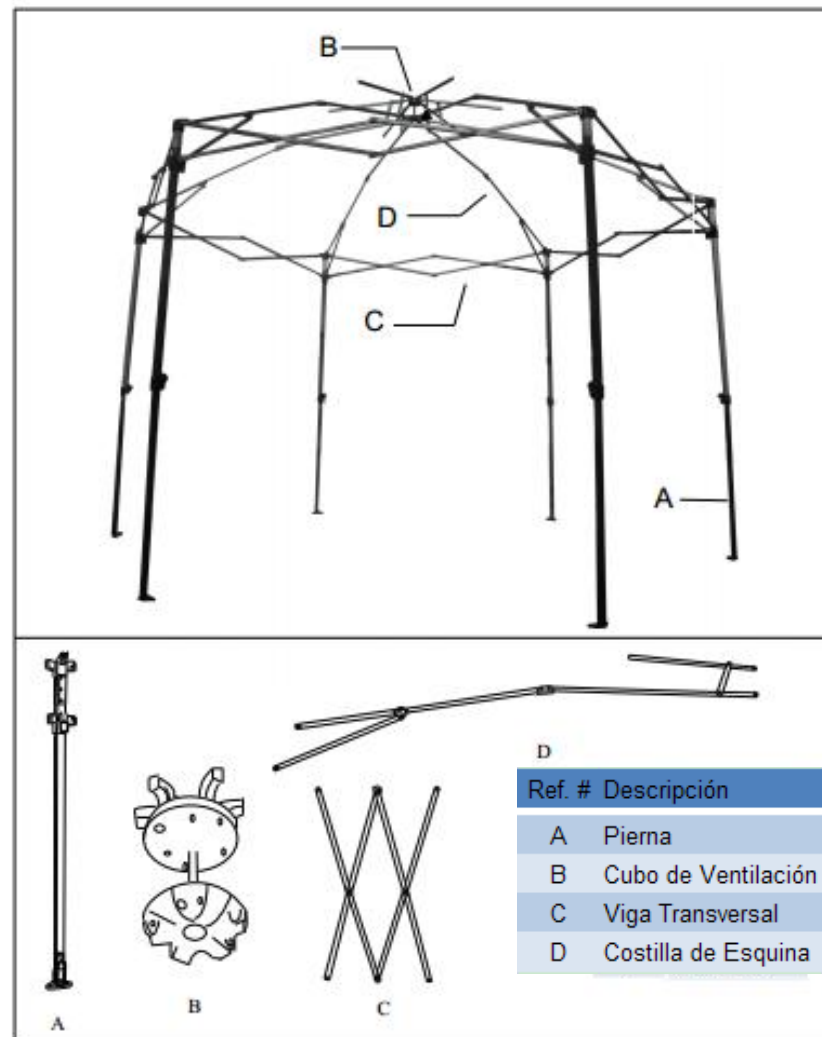 B
D
C
A
D
Ref. # Descripción
A Pierna
B Cubo de Ventilación
C Viga Transversal
D Costilla de Esquina
B
C
A